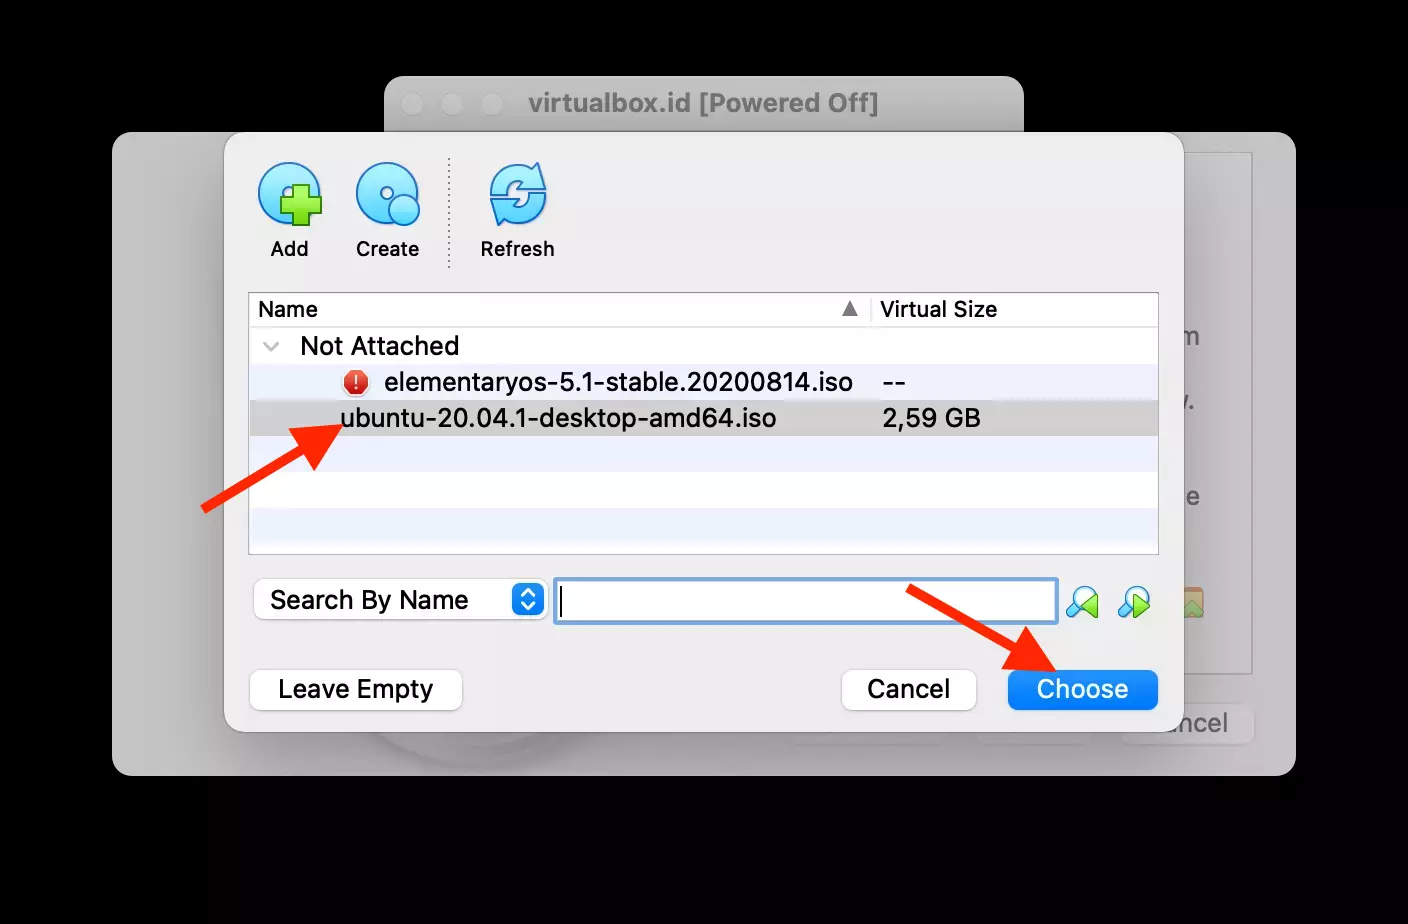 virtualbox.id [Powered Off]
Add
Create
Refresh
Name
Virtual Size
Not Attached
elementaryos-5.1-stable.20200814.iso
--
ubuntu-20.04.1-desktop-amd64.iso
2,59 GB
Search By Name
Leave Empty
Cancel
Choose